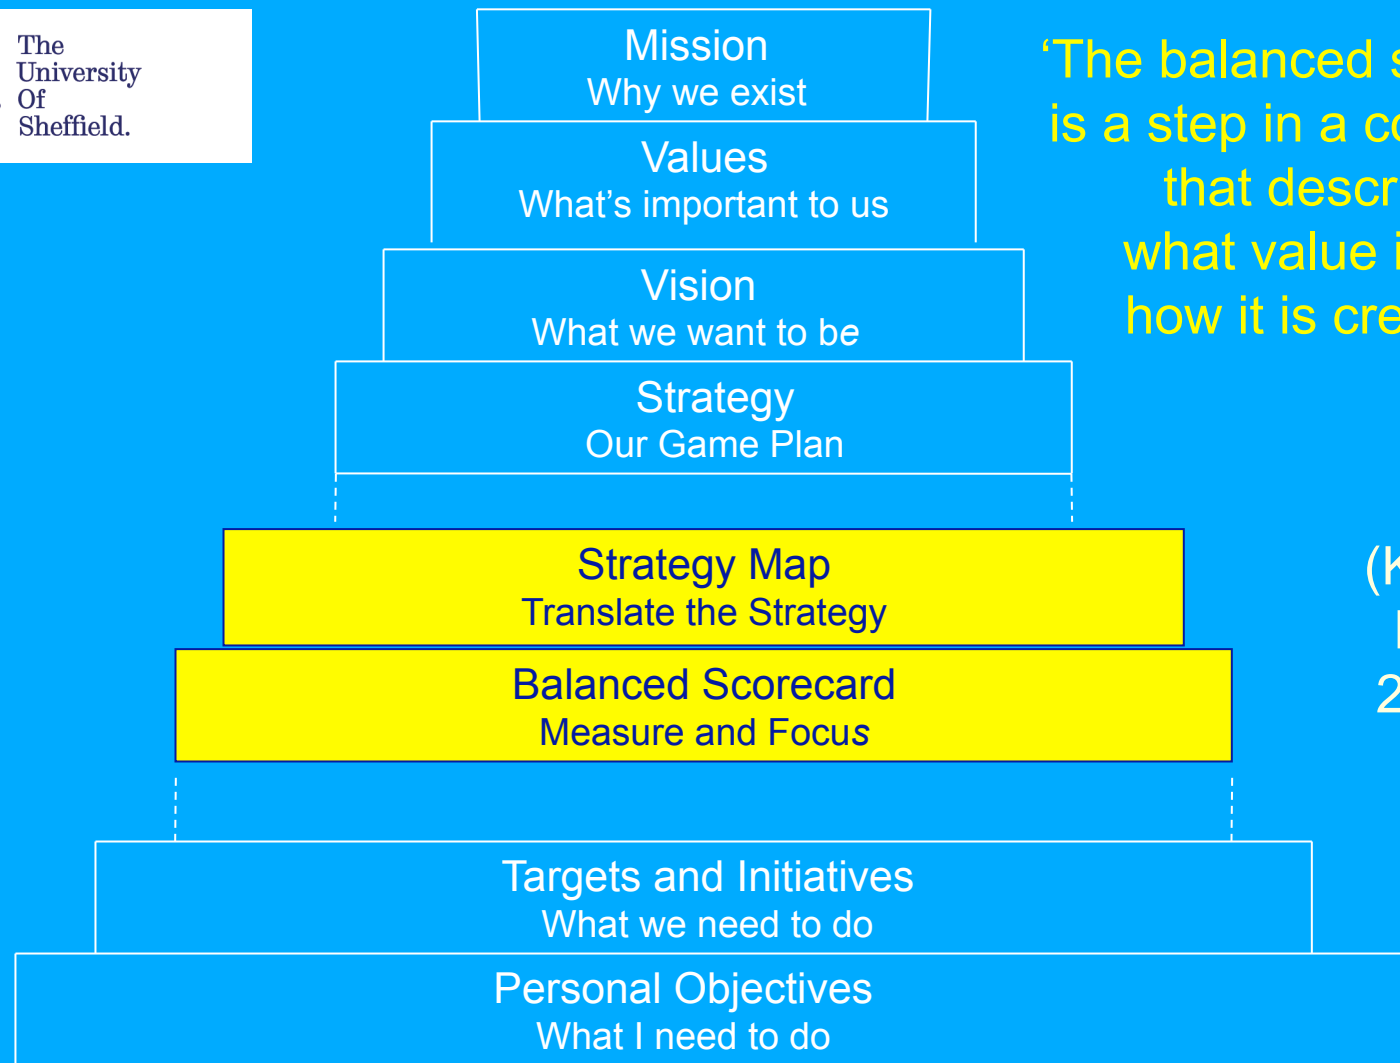 The
University
Of
Sheffield.
Mission
Why we exist
Values
What's important to us
Vision
What we want to be
Strategy
Our Game Plan
Strategy Map
Translate the Strategy
Balanced Scorecard
Measure and Focus
Targets and Initiatives
What we need to do
Personal Objectives
What I need to do
‘The balanced
is a step in a
that
what value
how it is